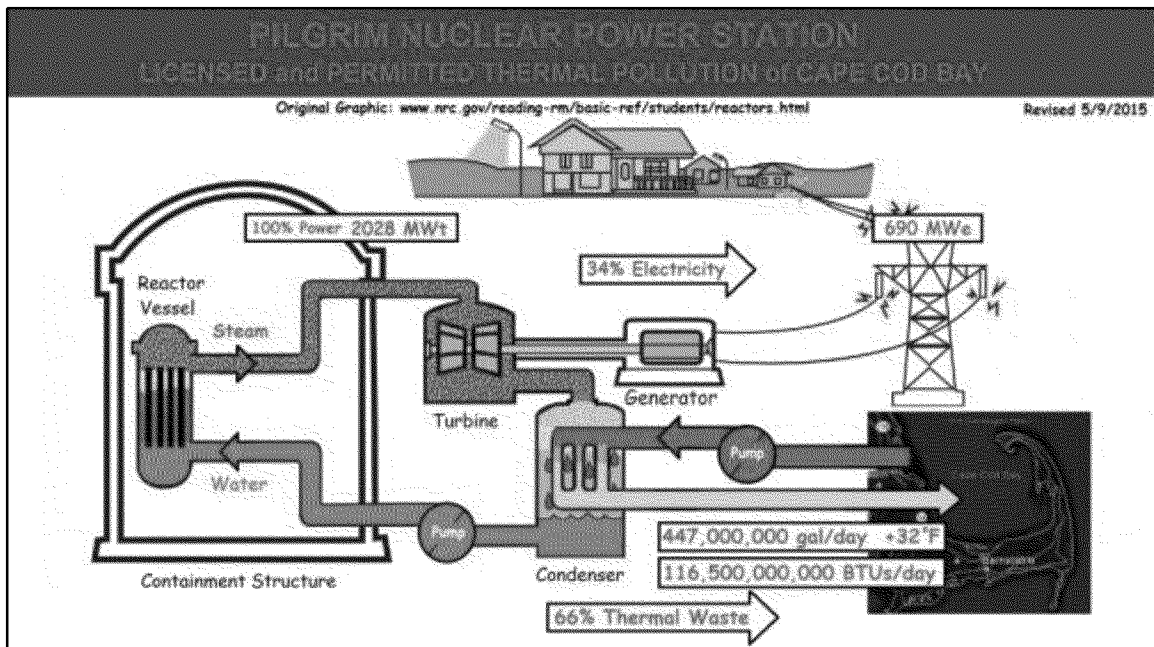 PILGRIM NUCLEAR POWER STATION
LICENSED and PERMITTED THERMAL POLLUTION of CAPE COD BAY
Original Graphic: www.nrc.gov/reading-rm/basic-ref/students/reactors.html
Revised 5/9/2015
100% Power 2028 MWt
690 MWe
34% Electricity
Reactor
Vessel
Steam
Generator
Turbine
Pump
Water
Pump
447,000,000 gal/day +32°F
Condenser
116,500,000,000 BTUs/day
Containment Structure
66% Thermal Waste